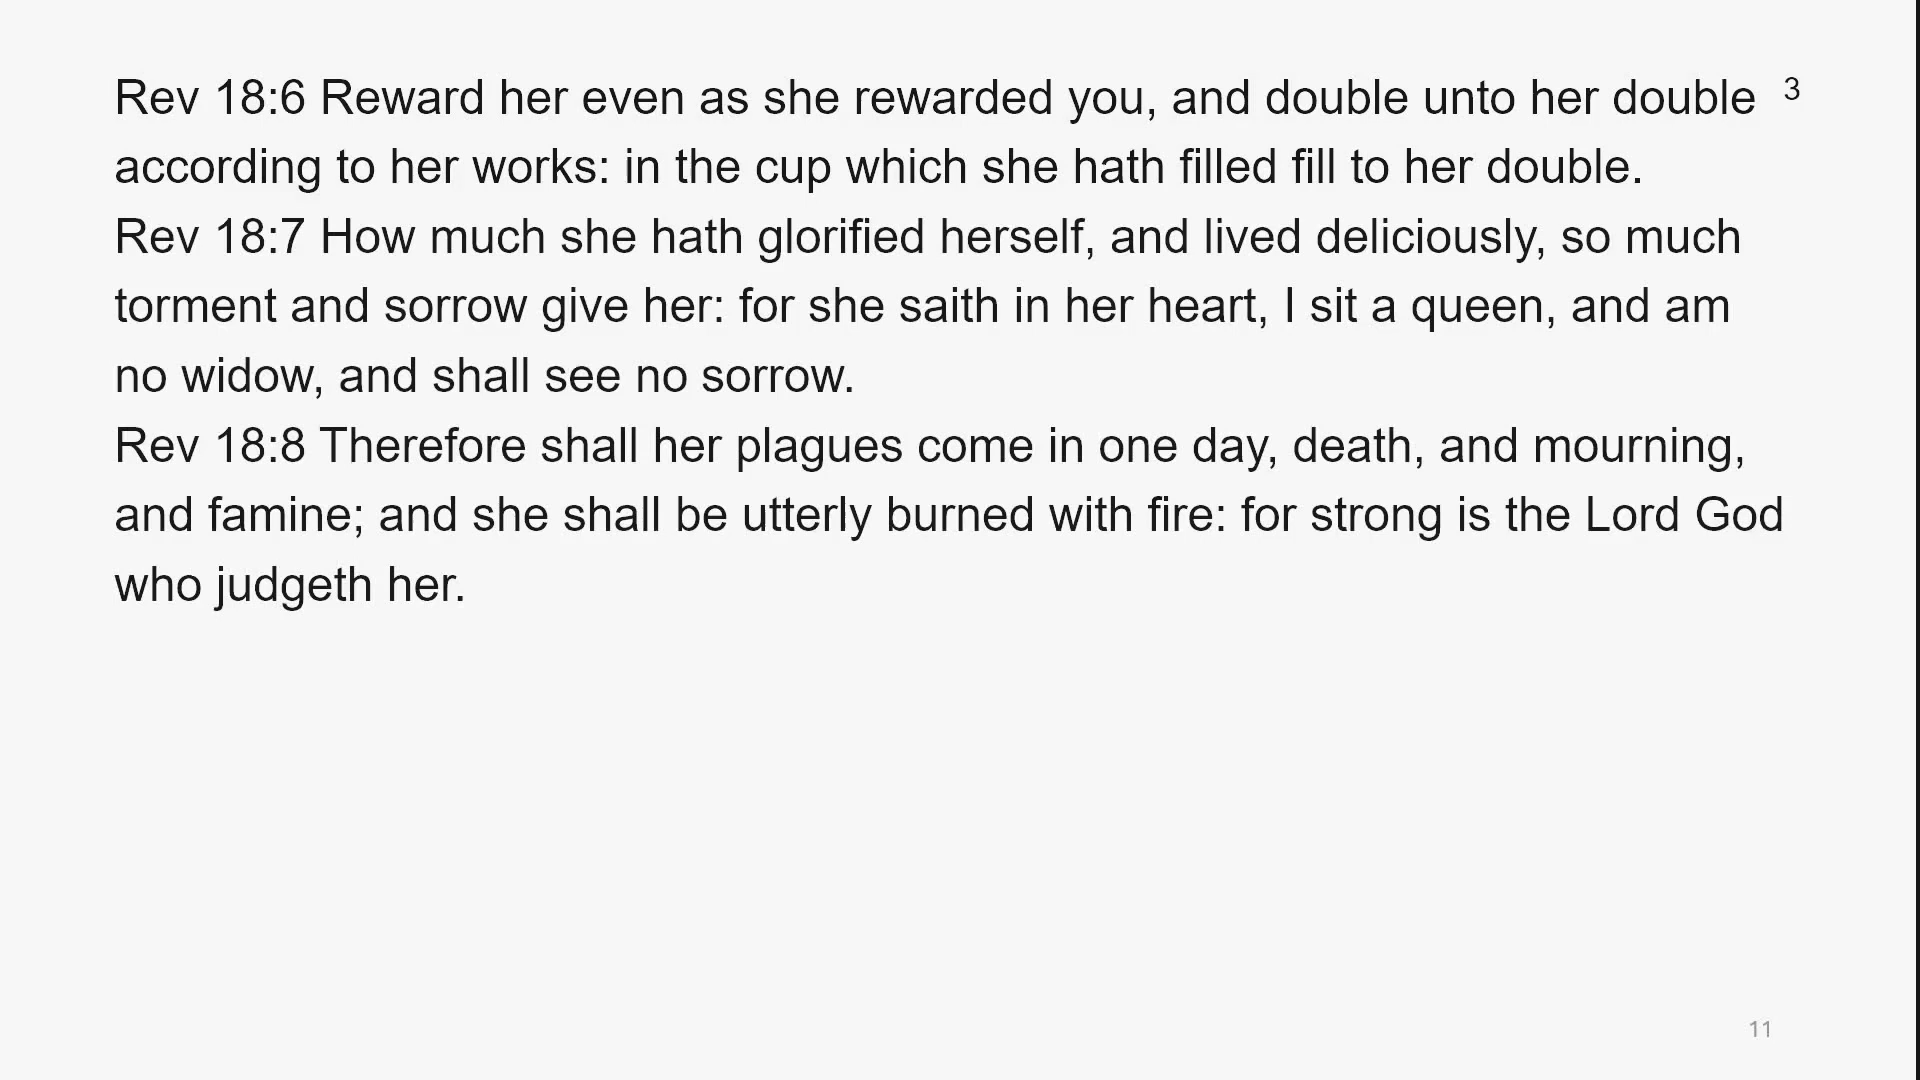 Rev 18:6 Reward her even as she rewarded you, and double unto her double 3
according to her works: in the cup which she hath filled fill to her double.
Rev 18:7 How much she hath glorified herself, and lived deliciously, so much
torment and sorrow give her: for she saith in her heart, I sit a queen, and am
no widow, and shall see no sorrow.
Rev 18:8 Therefore shall her plagues come in one day, death, and mourning,
and famine; and she shall be utterly burned with fire: for strong is the Lord God
who judgeth her.
11